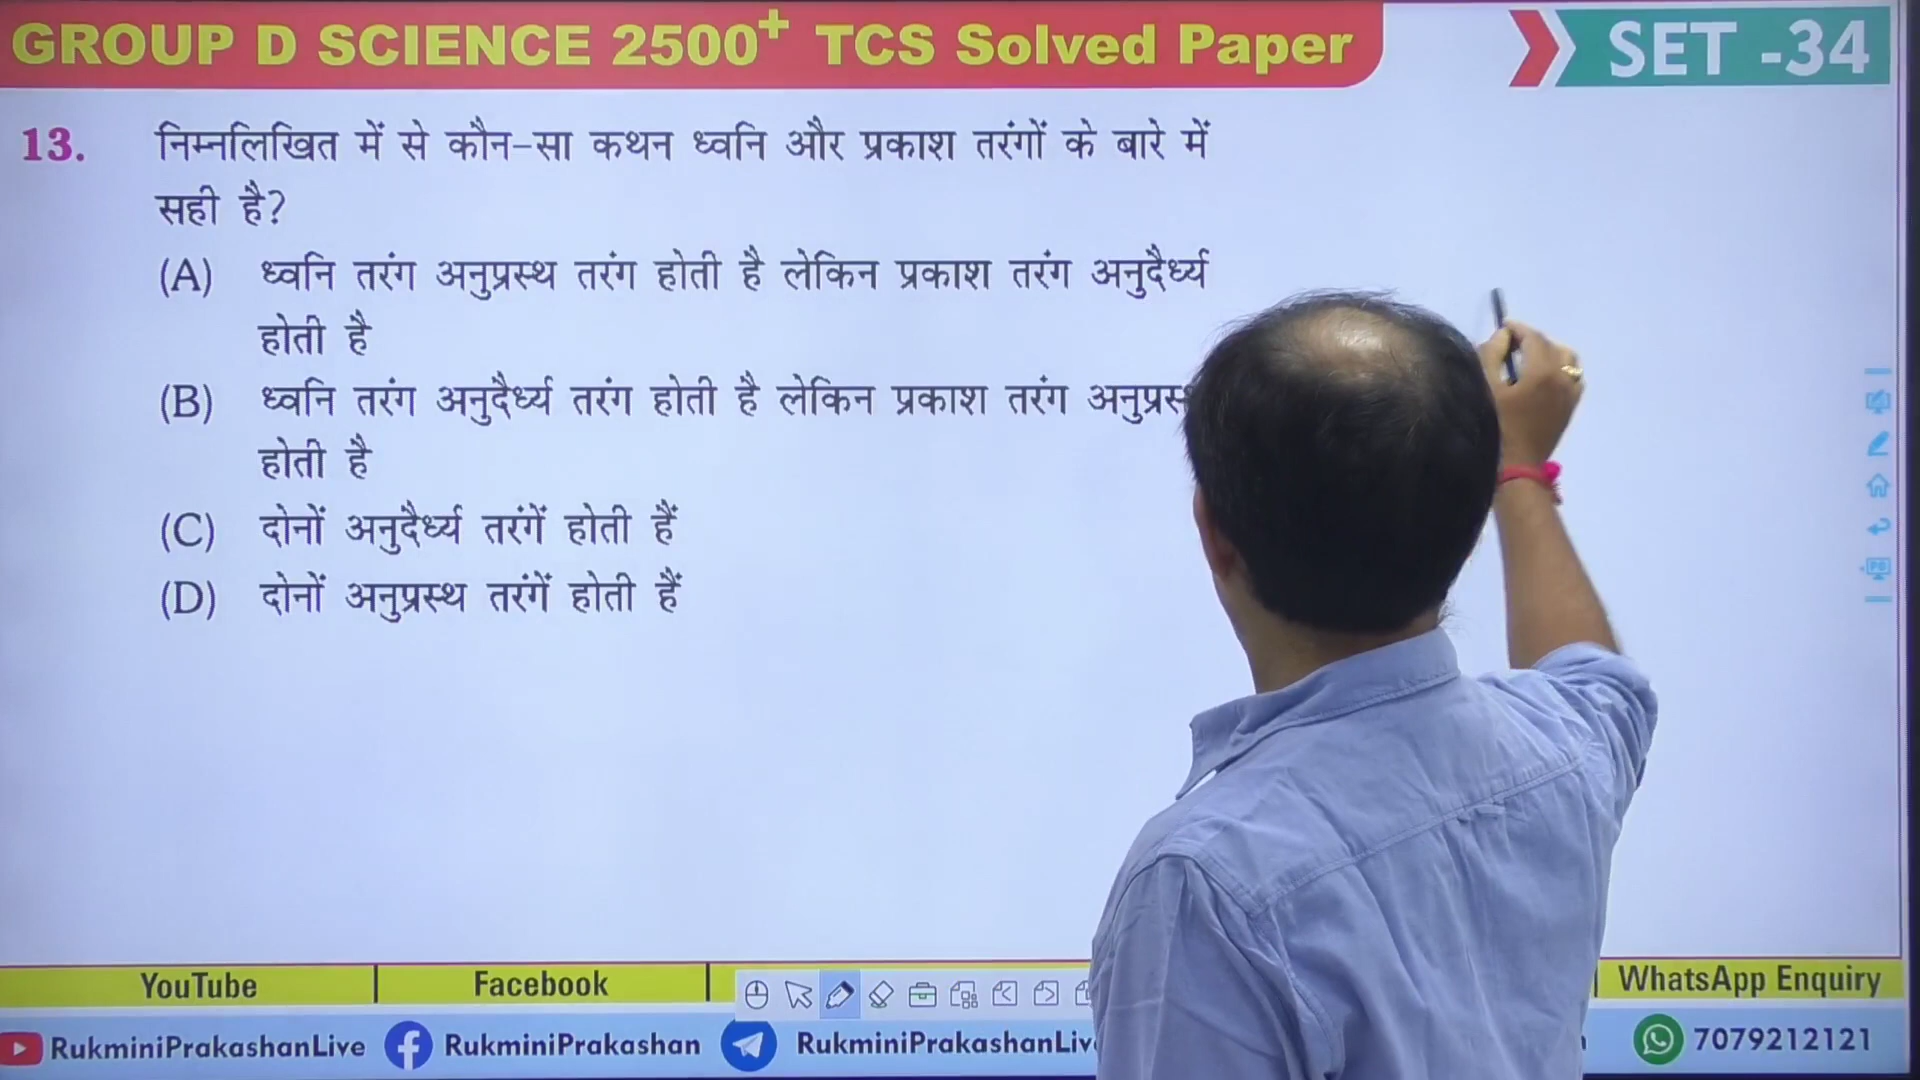 GROUP D SCIENCE 2500+ TCS Solved Paper
SET -34
13. निम्नलिखित में से कौन-सा कथन ध्वनि और प्रकाश तरंगों के बारे में
सही है?
(A) ध्वनि तरंग अनुप्रस्थ तरंग होती है लेकिन प्रकाश तरंग अनुदैर्ध्य
होती है
(B) ध्वनि तरंग अनुदैर्ध्य तरंग होती है लेकिन प्रकाश तरंग
होती है
(C) दोनों अनुदैर्ध्य तरंगें होती हैं
(D) दोनों अनुप्रस्थ तरंगें होती हैं
YouTube Facebook WhatsApp Enquiry
RukminiPrakashanLive RukminiPrakashan 7079212121